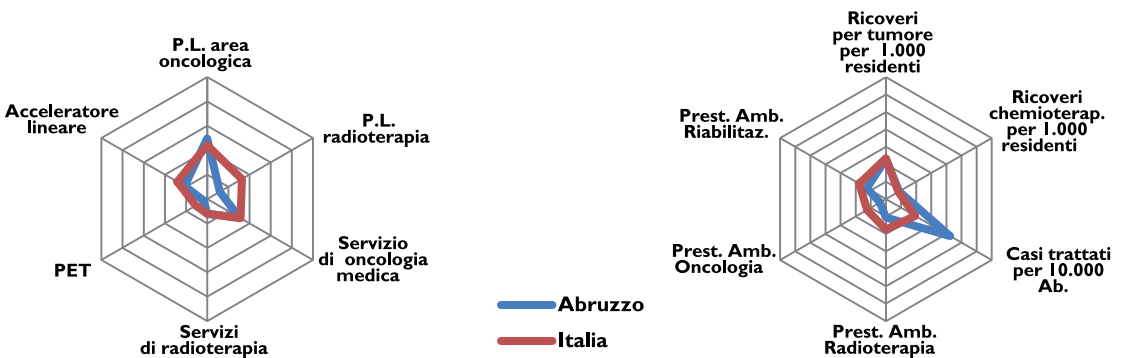 P.L. area
oncologica
P.L.
radioterapia
Servizio
di oncologia
medica
Servizi
di radioterapia
PET
Acceleratore
lineare
Ricoveri
per tumore
per 1.000
residenti
Ricoveri
chemioterap.
per 1.000
residenti
Casi trattati
per 10.000
Ab.
Prest. Amb.
Radioterapia
Prest. Amb.
Oncologia
Prest. Amb.
Riabilitaz.
Abruzzo
Italia